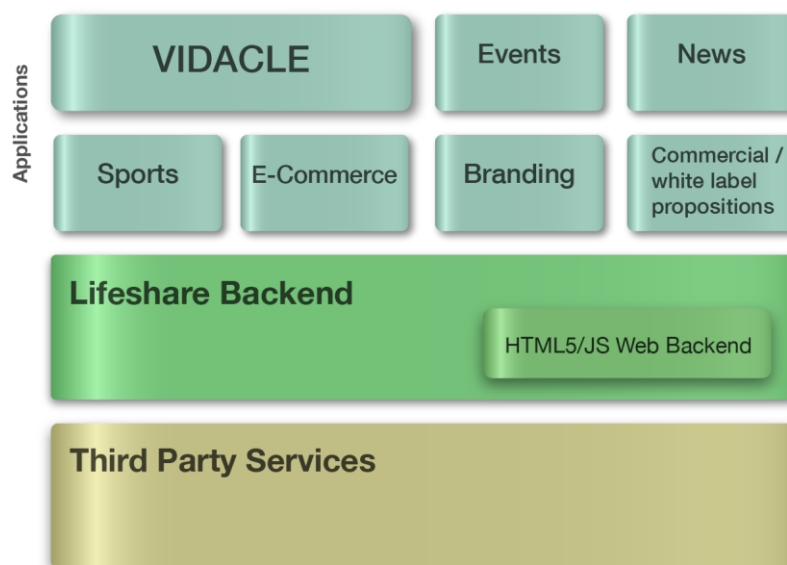 Applications
VIDACLE
Events
News
Sports
E-Commerce
Branding
Commercial /
white label
propositions
Lifeshare Backend
HTML5/JS Web Backend
Third Party Services